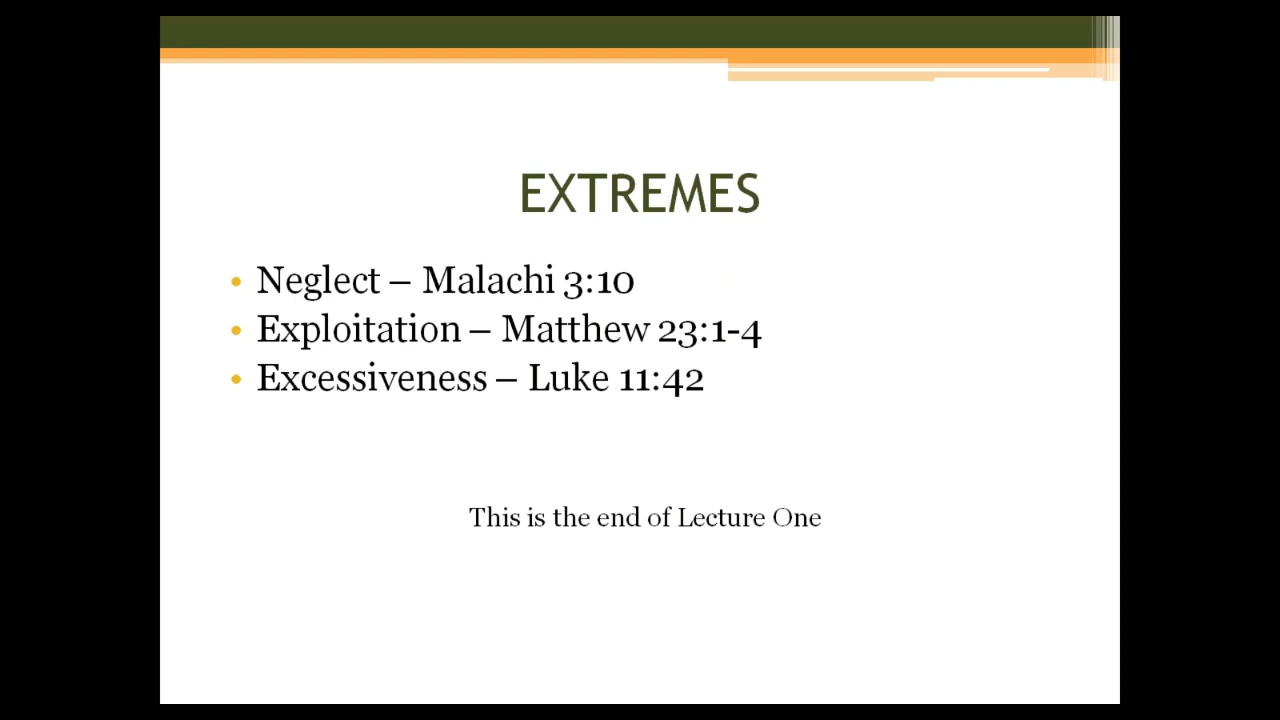 EXTREMES
• Neglect – Malachi 3:10
• Exploitation – Matthew 23:1-4
• Excessiveness – Luke 11:42
This is the end of Lecture One